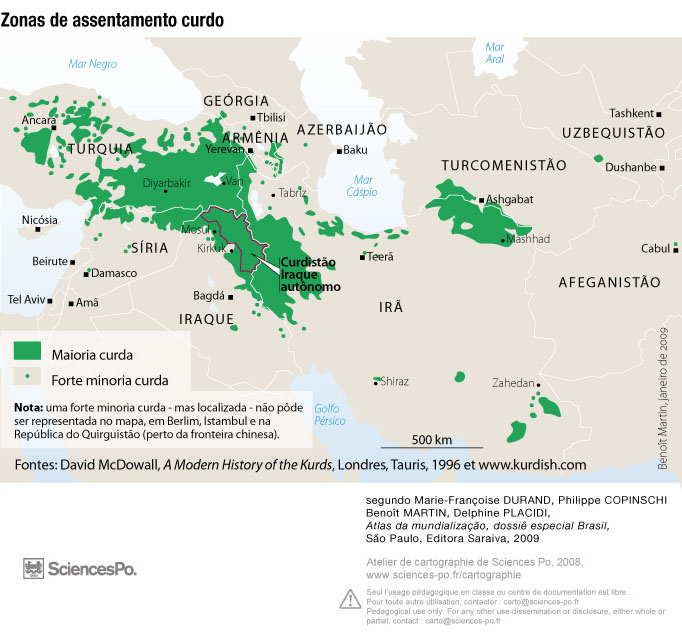 Zonas de assentamento curdo
Mar Negro
Mar
Aral
GEÓRGIA
Tbilisi
Ancara
ARMÊNIA
AZERBAIJÃO
Tashkent
UZBEQUISTÃO
TURQUIA
Yerevan
Baku
TURCOMENISTÃO
Dushanbe
Diyarbakir
Van
Tabriz
Mar
Cáspio
Ashgabat
Nicósia
Mosul
Mashhad
SÍRIA
Kirkuk
Cabul
Beirute
Curdistão
Iraque
autônomo
Teerã
Damasco
AFEGANISTÃO
Tel Aviv
Amã
Bagdá
IRAQUE
IRÃ
Maioria curda
Forte minoria curda
Shiraz
Zahedan
Nota: uma forte minoria curda - mas localizada - não pôde
ser representada no mapa, em Berlim, Istambul e na
República do Quirguistão (perto da fronteira chinesa).
Golfo
Pérsico
500 km
Benoît Martin, janeiro de 2009
Fontes: David McDowall, A Modern History of the Kurds, Londres, Tauris, 1996 et www.kurdish.com
segundo Marie-Françoise DURAND, Philippe COPINSCHI
Benoît MARTIN, Delphine PLACIDI,
Atlas da mundialização, dossiê especial Brasil,
São Paulo, Editora Saraiva, 2009
SciencesPo.
Atelier de cartographie de Sciences Po, 2008,
www.sciences-po.fr/cartographie
Seul l'usage pédagogique en classe ou centre de documentation est libre.
Pour toute autre utilisation, contacter : carto@sciences-po.fr
Pedagogical use only. For any other use dissemination or disclosure, either whole or
partial, contact : carto@sciences-po.fr